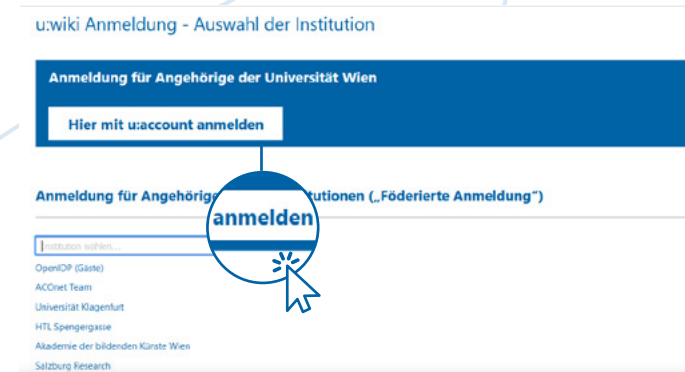 u:wiki Anmeldung - Auswahl der Institution
Anmeldung für Angehörige der Universität Wien
Hier mit u:account anmelden
Anmeldung für Angehörige tutionen („Föderierte Anmeldung“)
anmelden
Institution wählen...
OpenIDP (Gäste)
ACOnet Team
Universität Klagenfurt
HTL Spengergasse
Akademie der bildenden Künste Wien
Salzburg Research